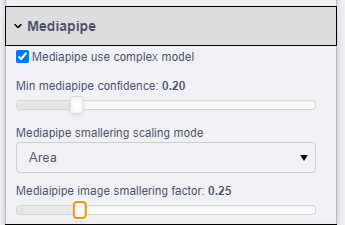 Mediapipe
Mediapipe use complex model
Min mediapipe confidence: 0.20
Mediapipe smallering scaling mode
Area
Mediaipipe image smallering factor: 0.25